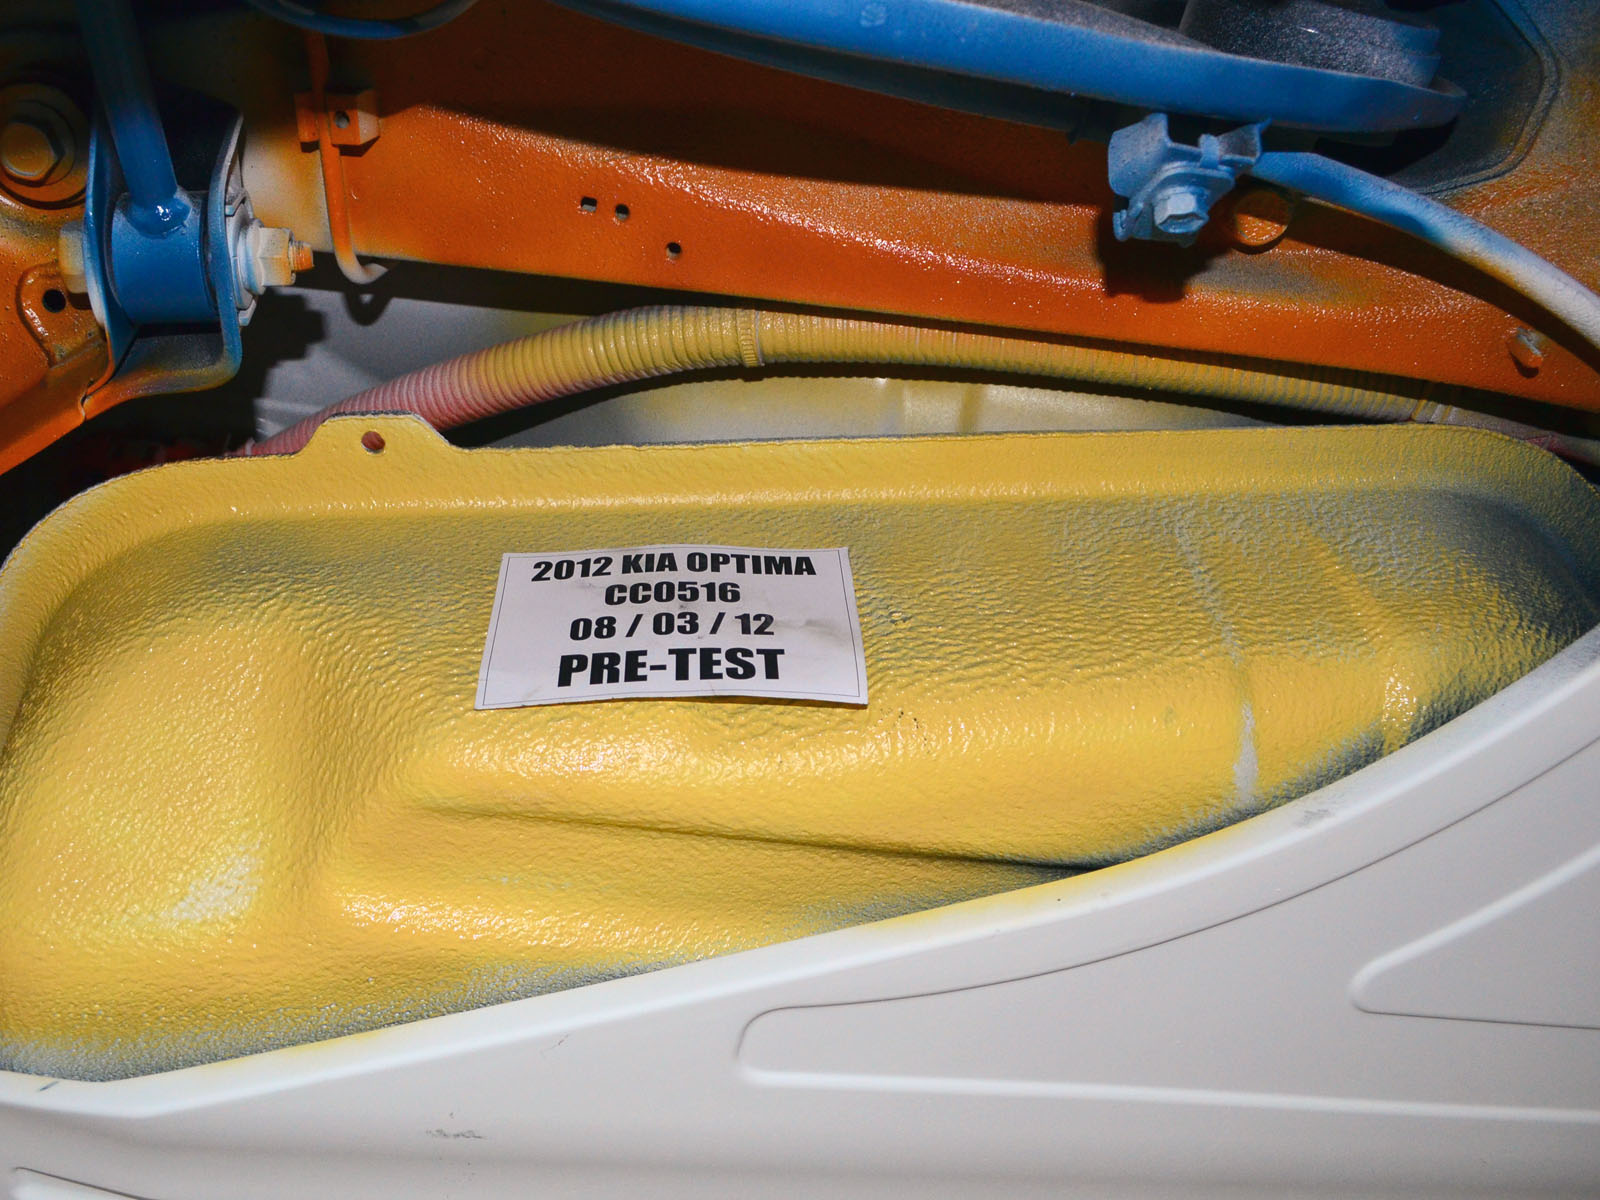 2012 KIA OPTIMA
CC0516
08 / 03 / 12
PRE-TEST